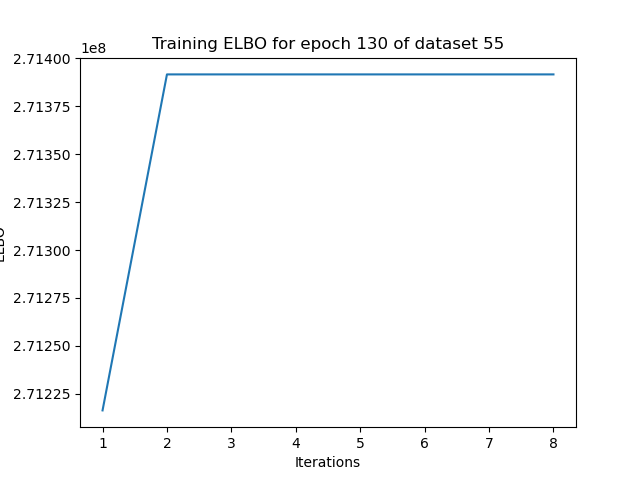 Training ELBO for epoch 130 of dataset 55
1e8
2.71400
2.71375
2.71350
2.71325
2.71300
2.71275
2.71250
2.71225
ELBO
1 2 3 4 5 6 7 8
Iterations